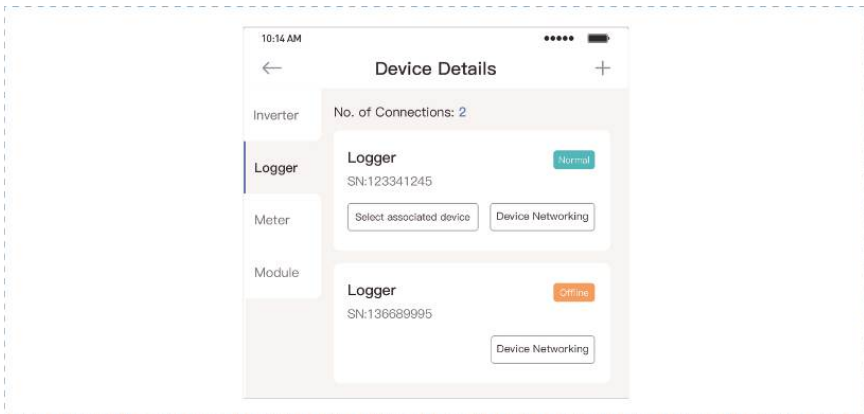 10:14 AM
Device Details
Inverter
Logger
Meter
Module
No. of Connections: 2
Logger
Normal
SN:123341245
Select associated device
Device Networking
Logger
Offline
SN:136689995
Device Networking